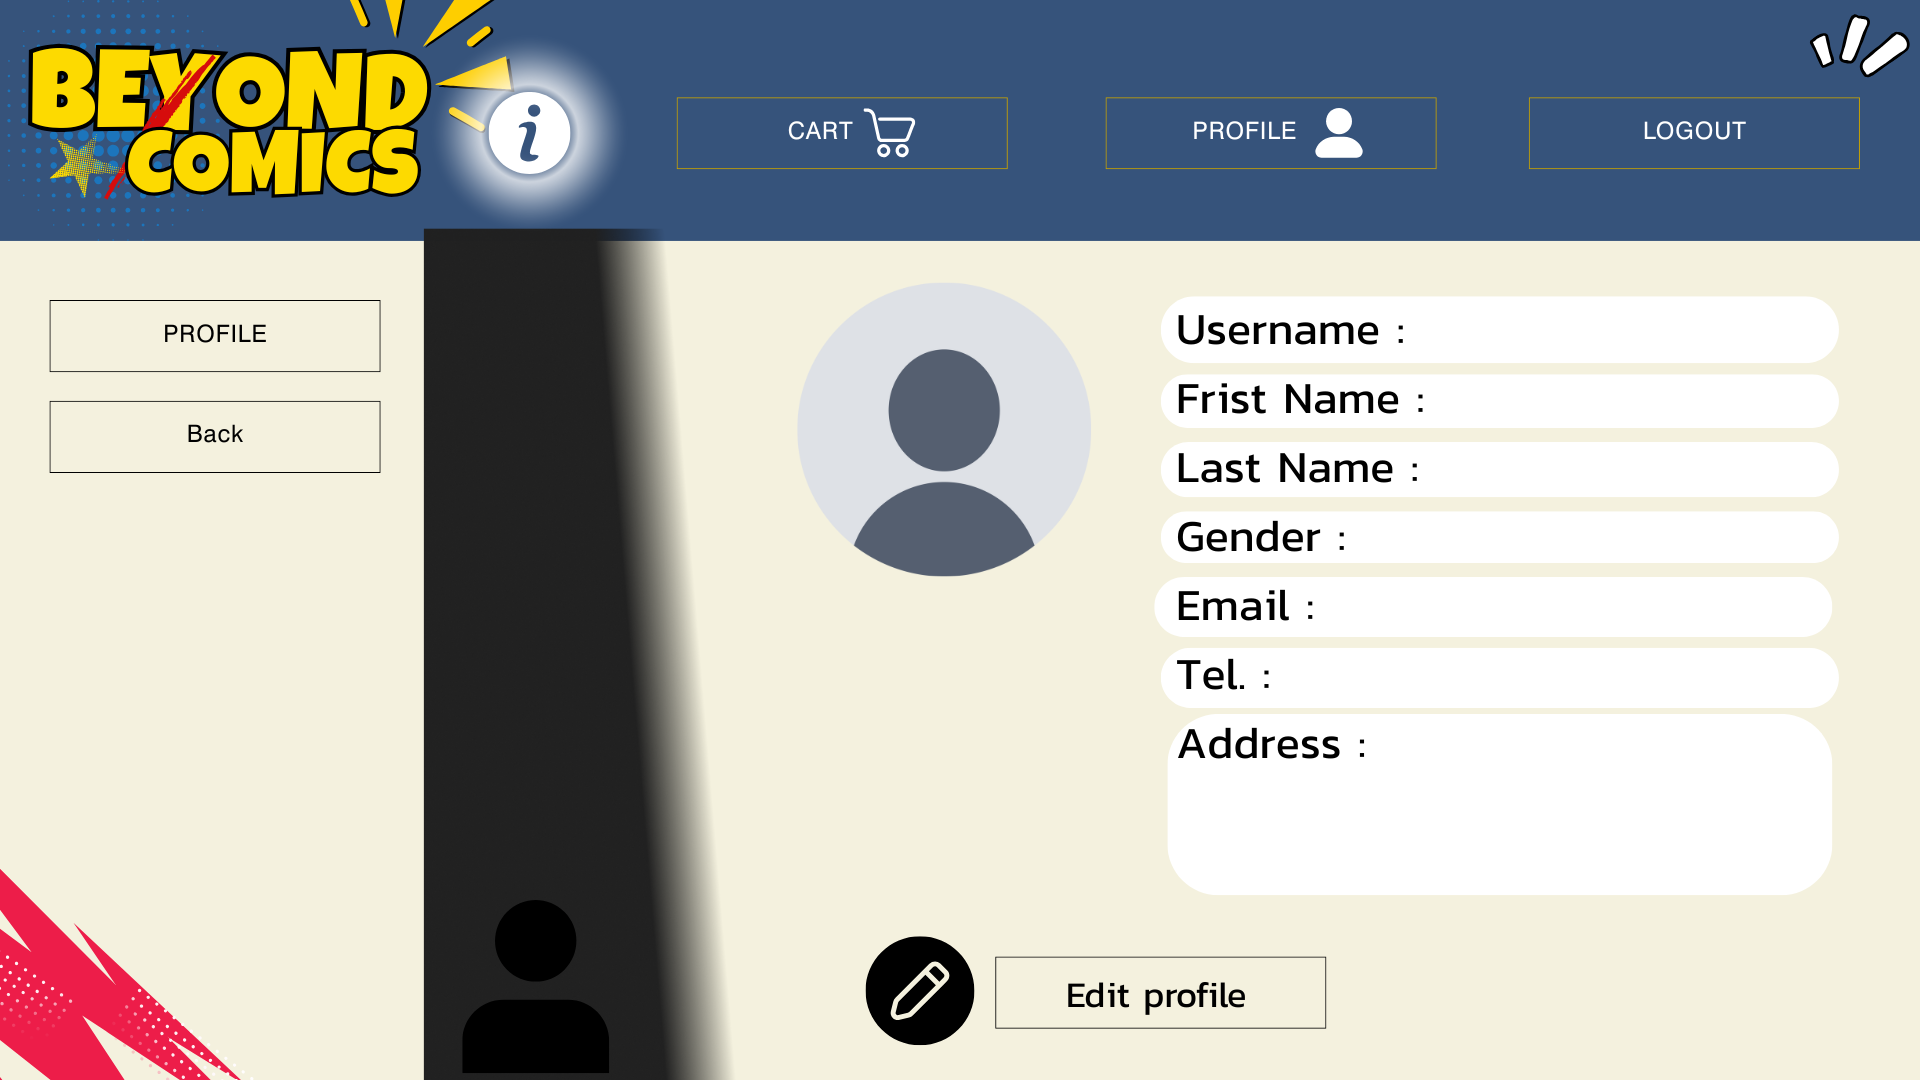 BEYOND
COMICS
i
CART
PROFILE
LOGOUT
PROFILE
Back
Username :
Frist Name :
Last Name :
Gender :
Email :
Tel. :
Address :
Edit profile